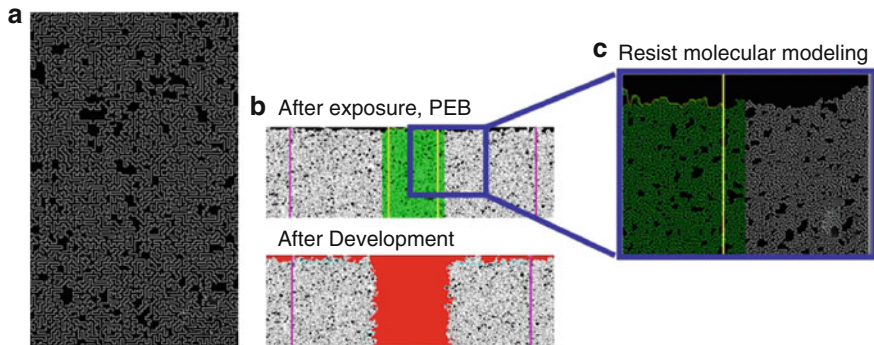 a
b After exposure, PEB
After Development
c Resist molecular modeling